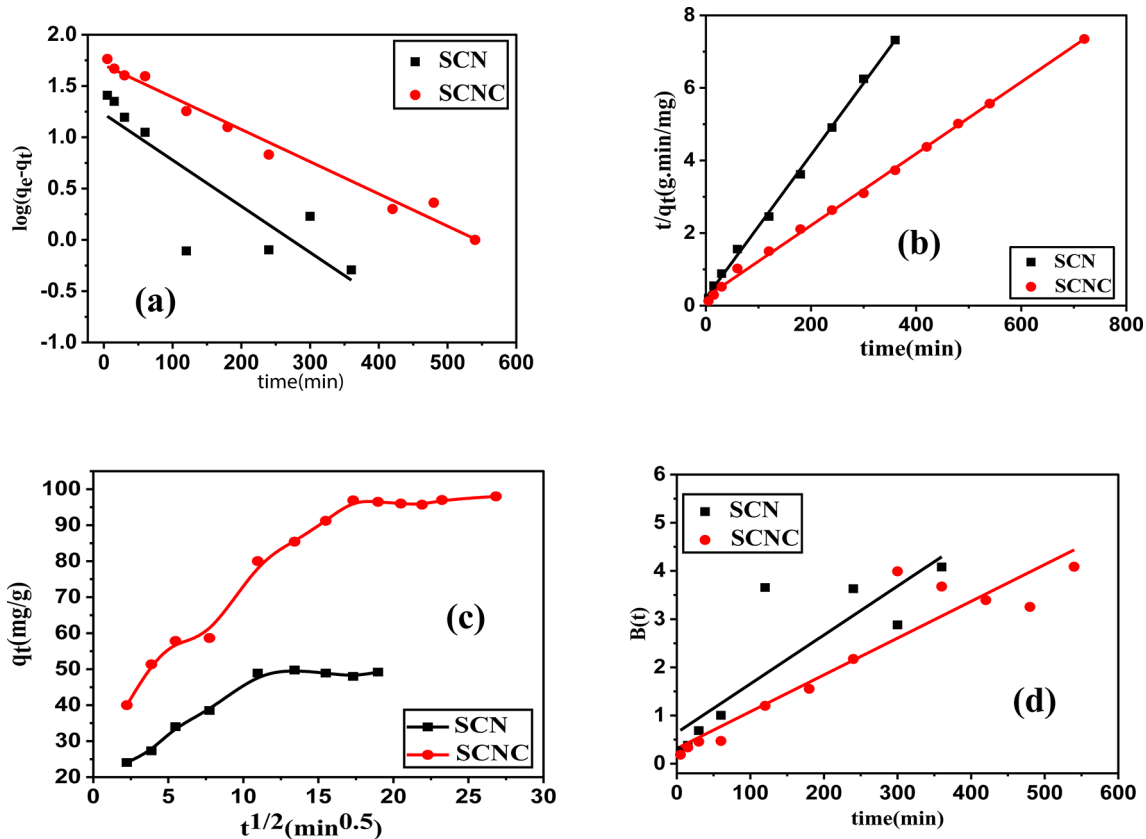 2.0
1.5
1.0
0.5
0.0
-0.5
-1.0
log(qe-qt)
SCN
SCNC
(a)
0 100 200 300 400 500 600
time(min)
8
6
4
2
0
t/qt(g.min/mg)
(b)
SCN
SCNC
0 200 400 600 800
time(min)
100
90
80
70
60
50
40
30
20
qt(mg/g)
(c)
SCN
SCNC
0 5 10 15 20 25 30
t1/2(min0.5)
6
5
4
3
2
1
0
B(t)
SCN
SCNC
(d)
0 100 200 300 400 500 600
time(min)